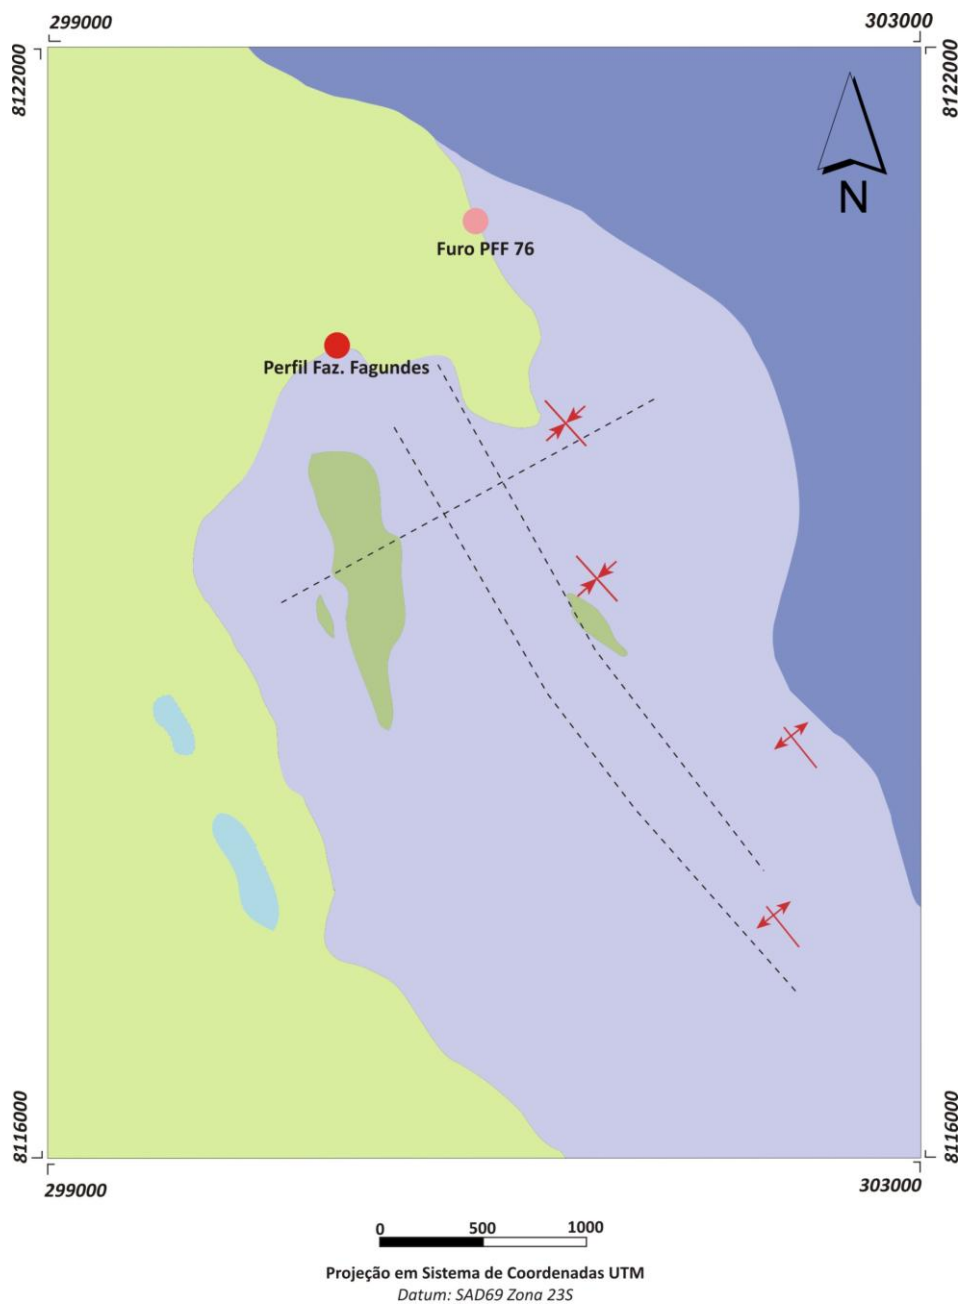 299000
303000
8122000
8122000
N
Furo PFF 76
Perfil Faz. Fagundes
8116000
8116000
299000
303000
0 500 1000
Projeção em Sistema de Coordenadas UTM
Datum: SAD69 Zona 23S